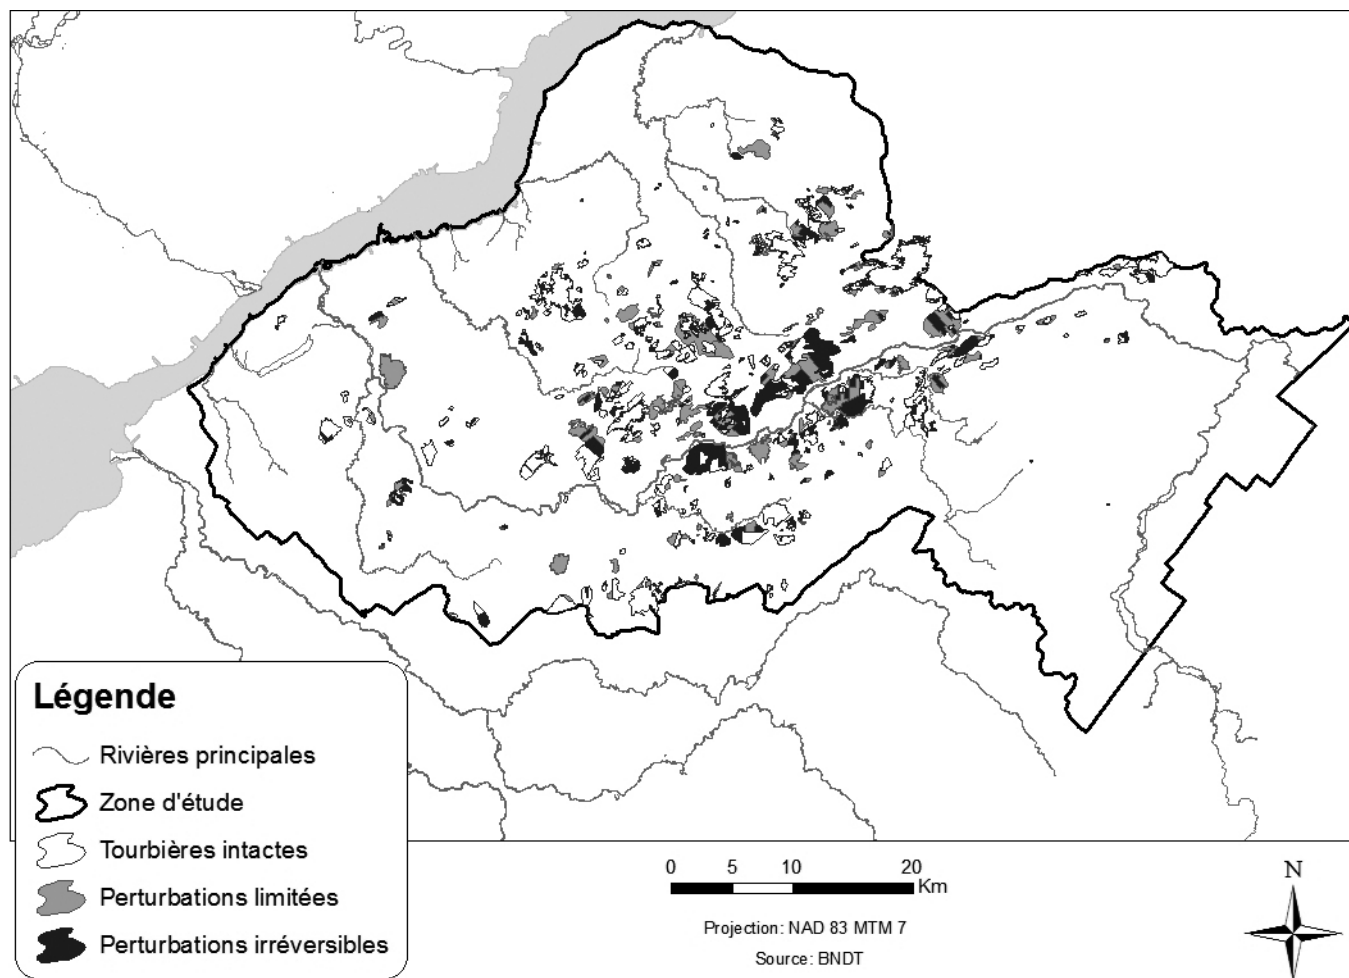 Légende
Rivières principales
Zone d'étude
Tourbières intactes
Perturbations limitées
Perturbations irréversibles
0 5 10 20
Km
Projection: NAD 83 MTM 7
Source: BNDT
N